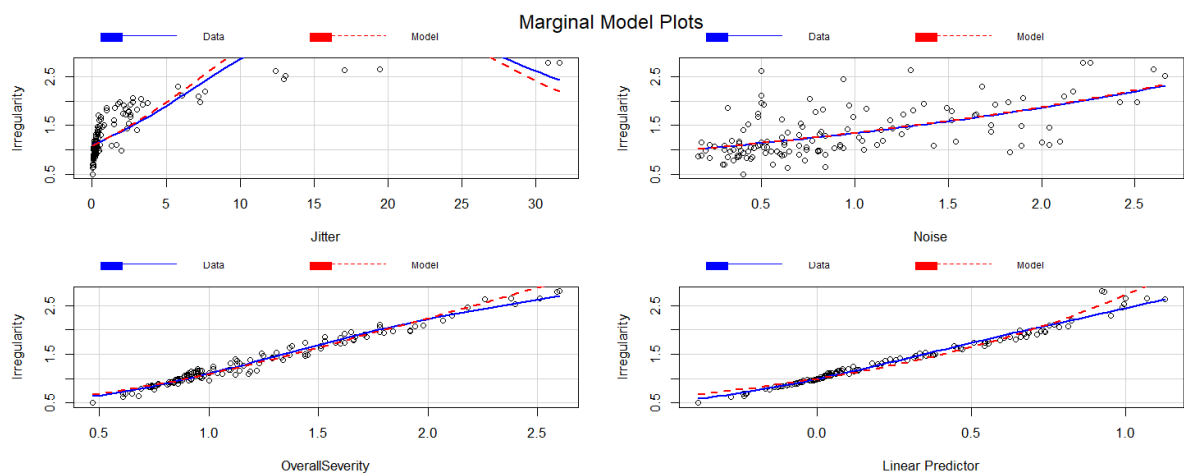 Marginal Model Plots
Data Model
Irregularity
0.5 1.5 2.5
0 5 10 15 20 25 30
Jitter
Data Model
Irregularity
0.5 1.5 2.5
0.5 1.0 1.5 2.0 2.5
Noise
Data Model
Irregularity
0.5 1.5 2.5
0.5 1.0 1.5 2.0 2.5
OverallSeverity
Data Model
Irregularity
0.5 1.5 2.5
0.0 0.5 1.0
Linear Predictor